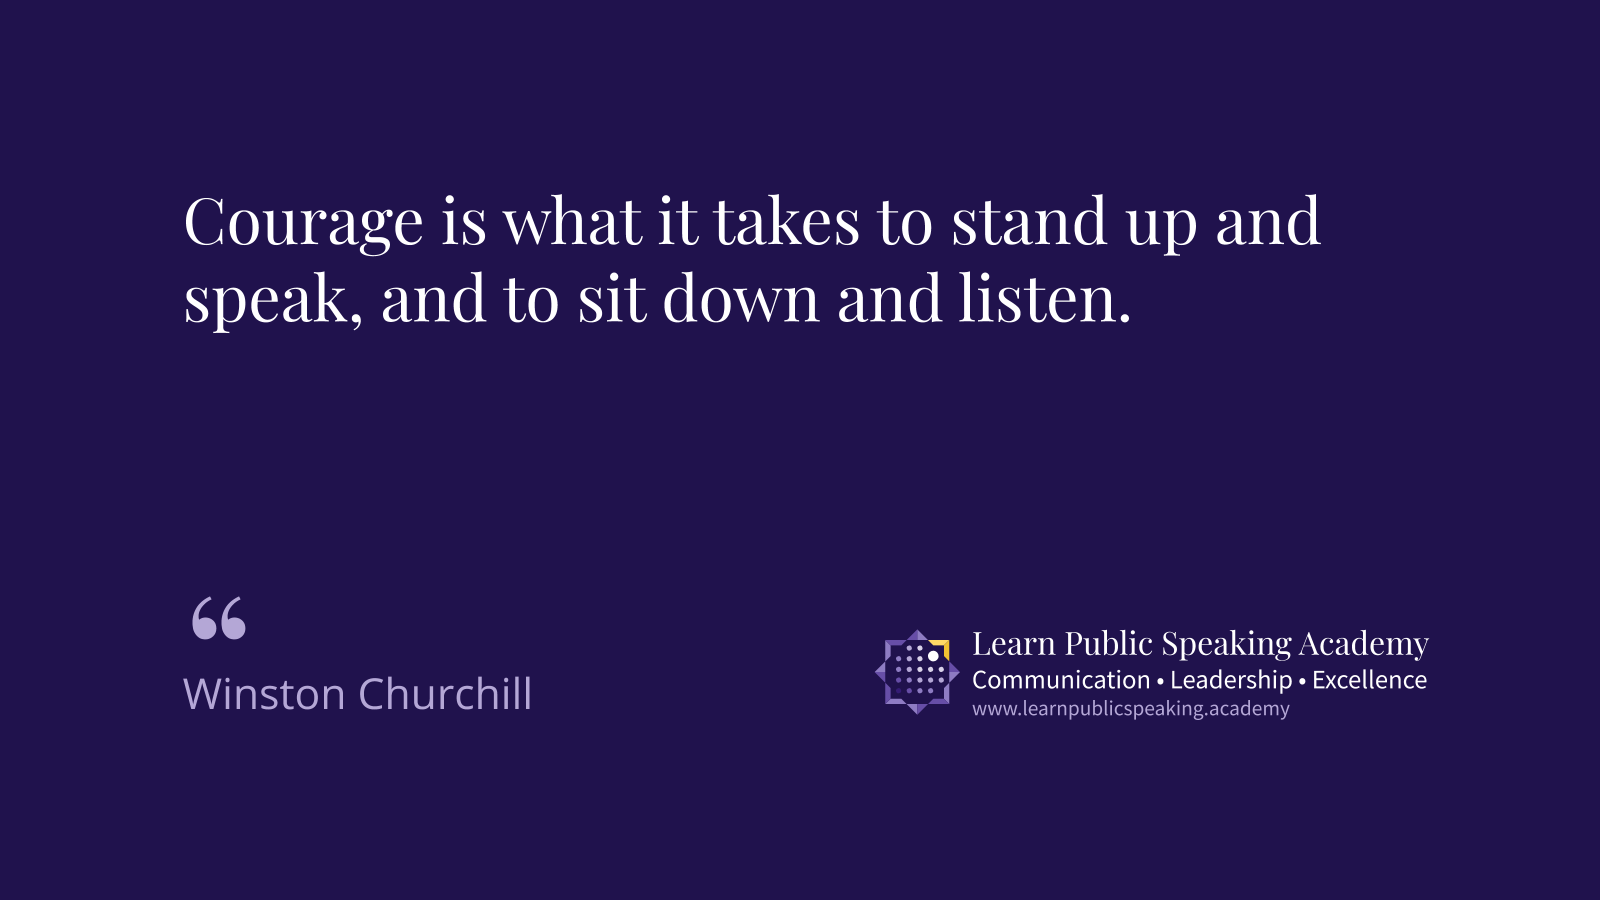 Courage is what it takes to stand up and
speak, and to sit down and listen.
“
Winston Churchill
Learn Public Speaking Academy
Communication • Leadership • Excellence
www.learnpublicspeaking.academy